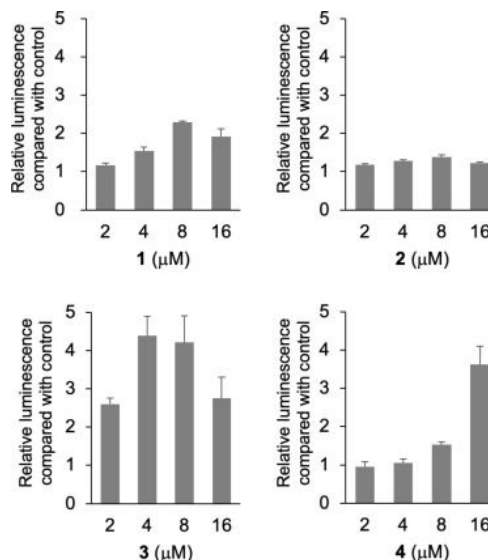 Relative luminescence
compared with control
5
4
3
2
1
0
2 4 8 16
1 (μM)
Relative luminescence
compared with control
5
4
3
2
1
0
2 4 8 16
2 (μM)
Relative luminescence
compared with control
5
4
3
2
1
0
2 4 8 16
3 (μM)
Relative luminescence
compared with control
5
4
3
2
1
0
2 4 8 16
4 (μM)